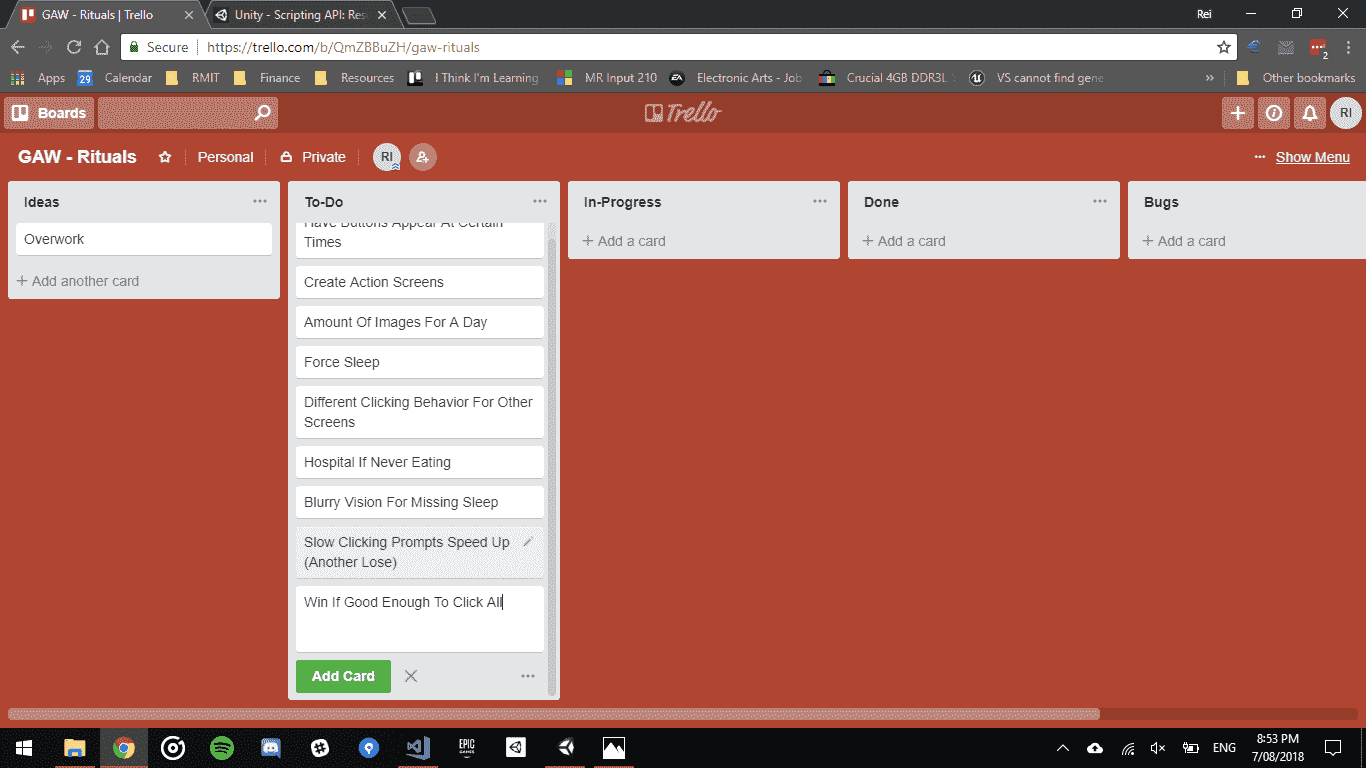 GAW - Rituals | Trello
Unity - Scripting API: Res
Rei
Secure
https://trello.com/b/QmZBBuZH/gaw-rituals
2
Apps
29
Calendar
RMIT
Finance
Resources
I Think I'm Learning
MR Input 210
EA
Electronic Arts - Job
Crucial 4GB DDR3L
VS cannot find gene
»
Other bookmarks
Boards
Trello
RI
GAW - Rituals
Personal
Private
RI
Show Menu
Ideas
Overwork
+ Add another card
To-Do
Have Buttons Appear At Certain
Times
Create Action Screens
Amount Of Images For A Day
Force Sleep
Different Clicking Behavior For Other
Screens
Hospital If Never Eating
Blurry Vision For Missing Sleep
Slow Clicking Prompts Speed Up
(Another Lose)
Win If Good Enough To Click All
Add Card
In-Progress
+ Add a card
Done
+ Add a card
Bugs
+ Add a card
EPIC
GAMES
ENG
8:53 PM
7/08/2018